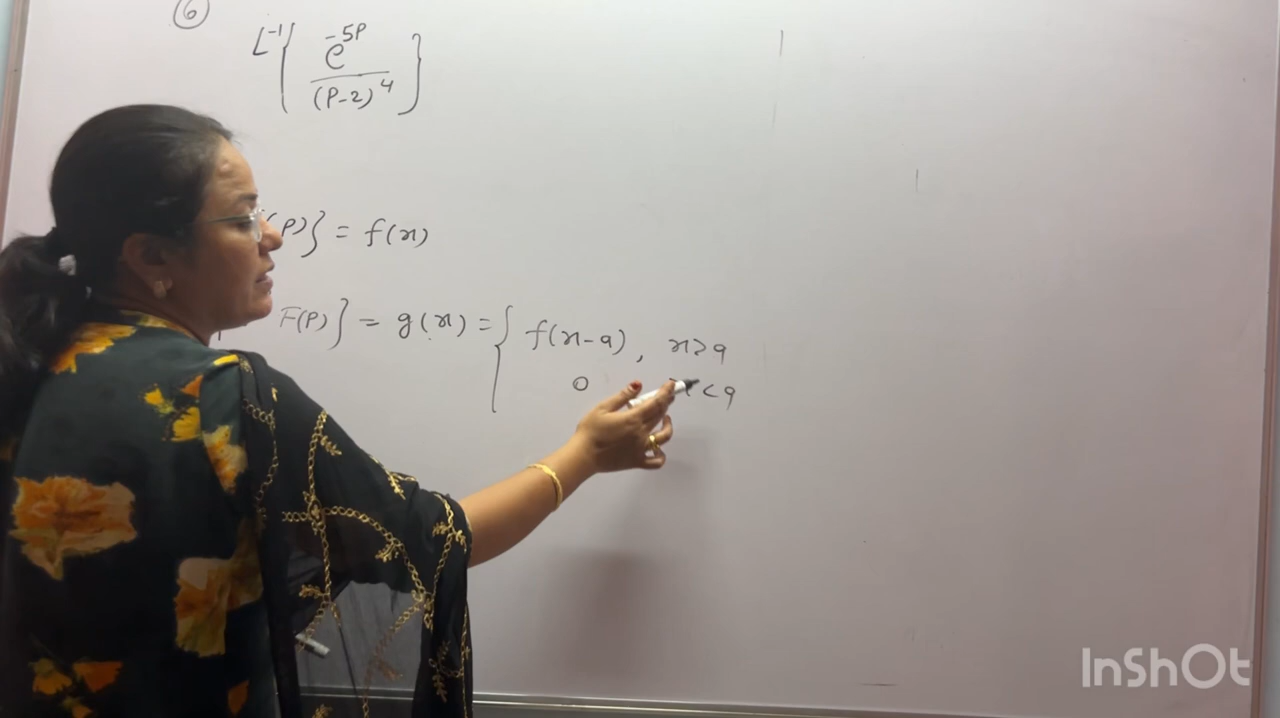 ⑥
L⁻¹{ e^-5P / (P-2)^4 }
P)} = f(x)
F(P)} = g(x) = { f(x-a), x>a
0 x<a
InShOt